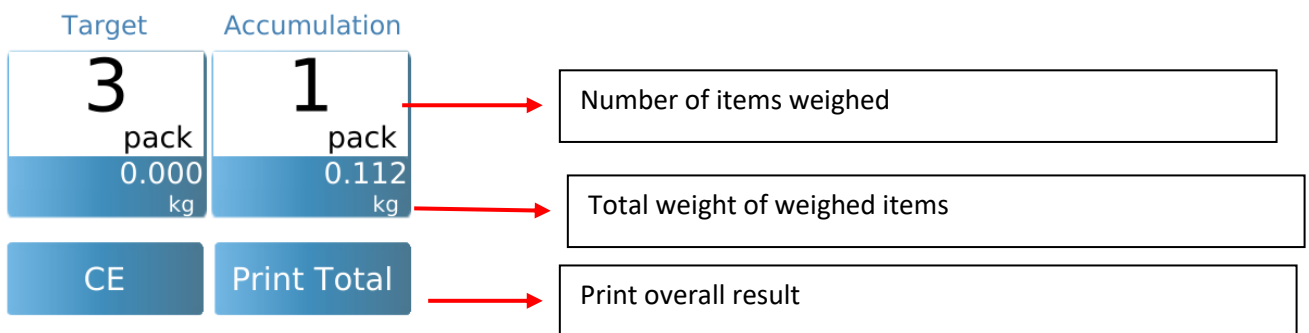 Target Accumulation
3 1
pack pack
Number of items weighed
0.000 0.112
kg kg
Total weight of weighed items
CE Print Total
Print overall result